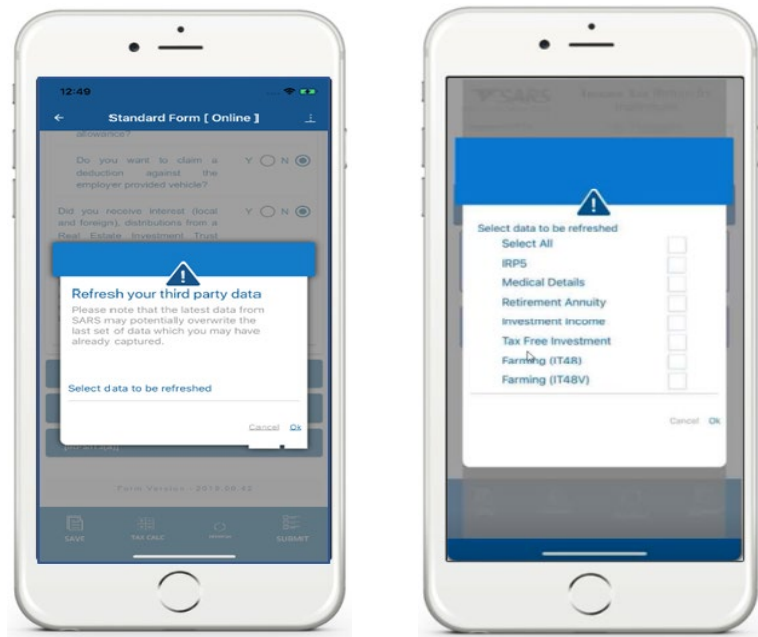 12:49
Standard Form [ Online ]
allowance?
Do you want to claim a
deduction against the
employer provided vehicle?
Y N
Did you receive interest (local
and foreign), distributions from a
Real Estate Investment Trust
Y N
Refresh your third party data
Please note that the latest data from
SARS may potentially overwrite the
last set of data which you may have
already captured.
Select data to be refreshed
Cancel Ok
Form Version - 2018.
SAVE
TAX CALC
SUBMIT
SARS
Select data to be refreshed
Select All
IRP5
Medical Details
Retirement Annuity
Investment Income
Tax Free Investment
Farming (IT48)
Farming (IT48V)
Cancel Ok